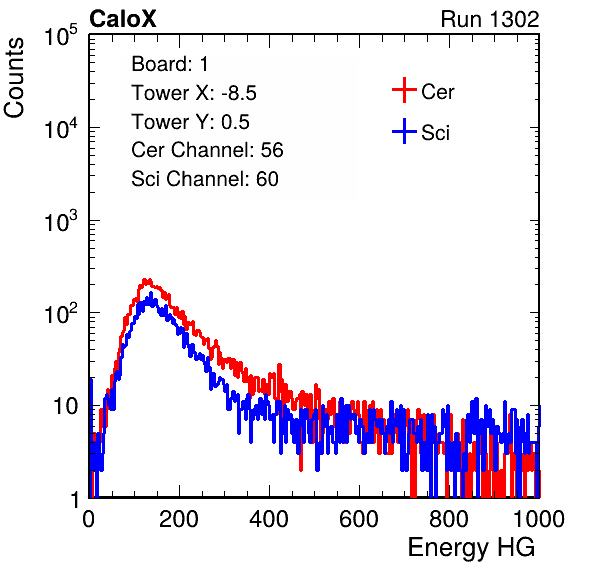 CaloX Run 1302
Counts
10^5
10^4
10^3
10^2
10
1
Board: 1
Tower X: -8.5
Tower Y: 0.5
Cer Channel: 56
Sci Channel: 60
Cer
Sci
0 200 400 600 800 1000
Energy HG